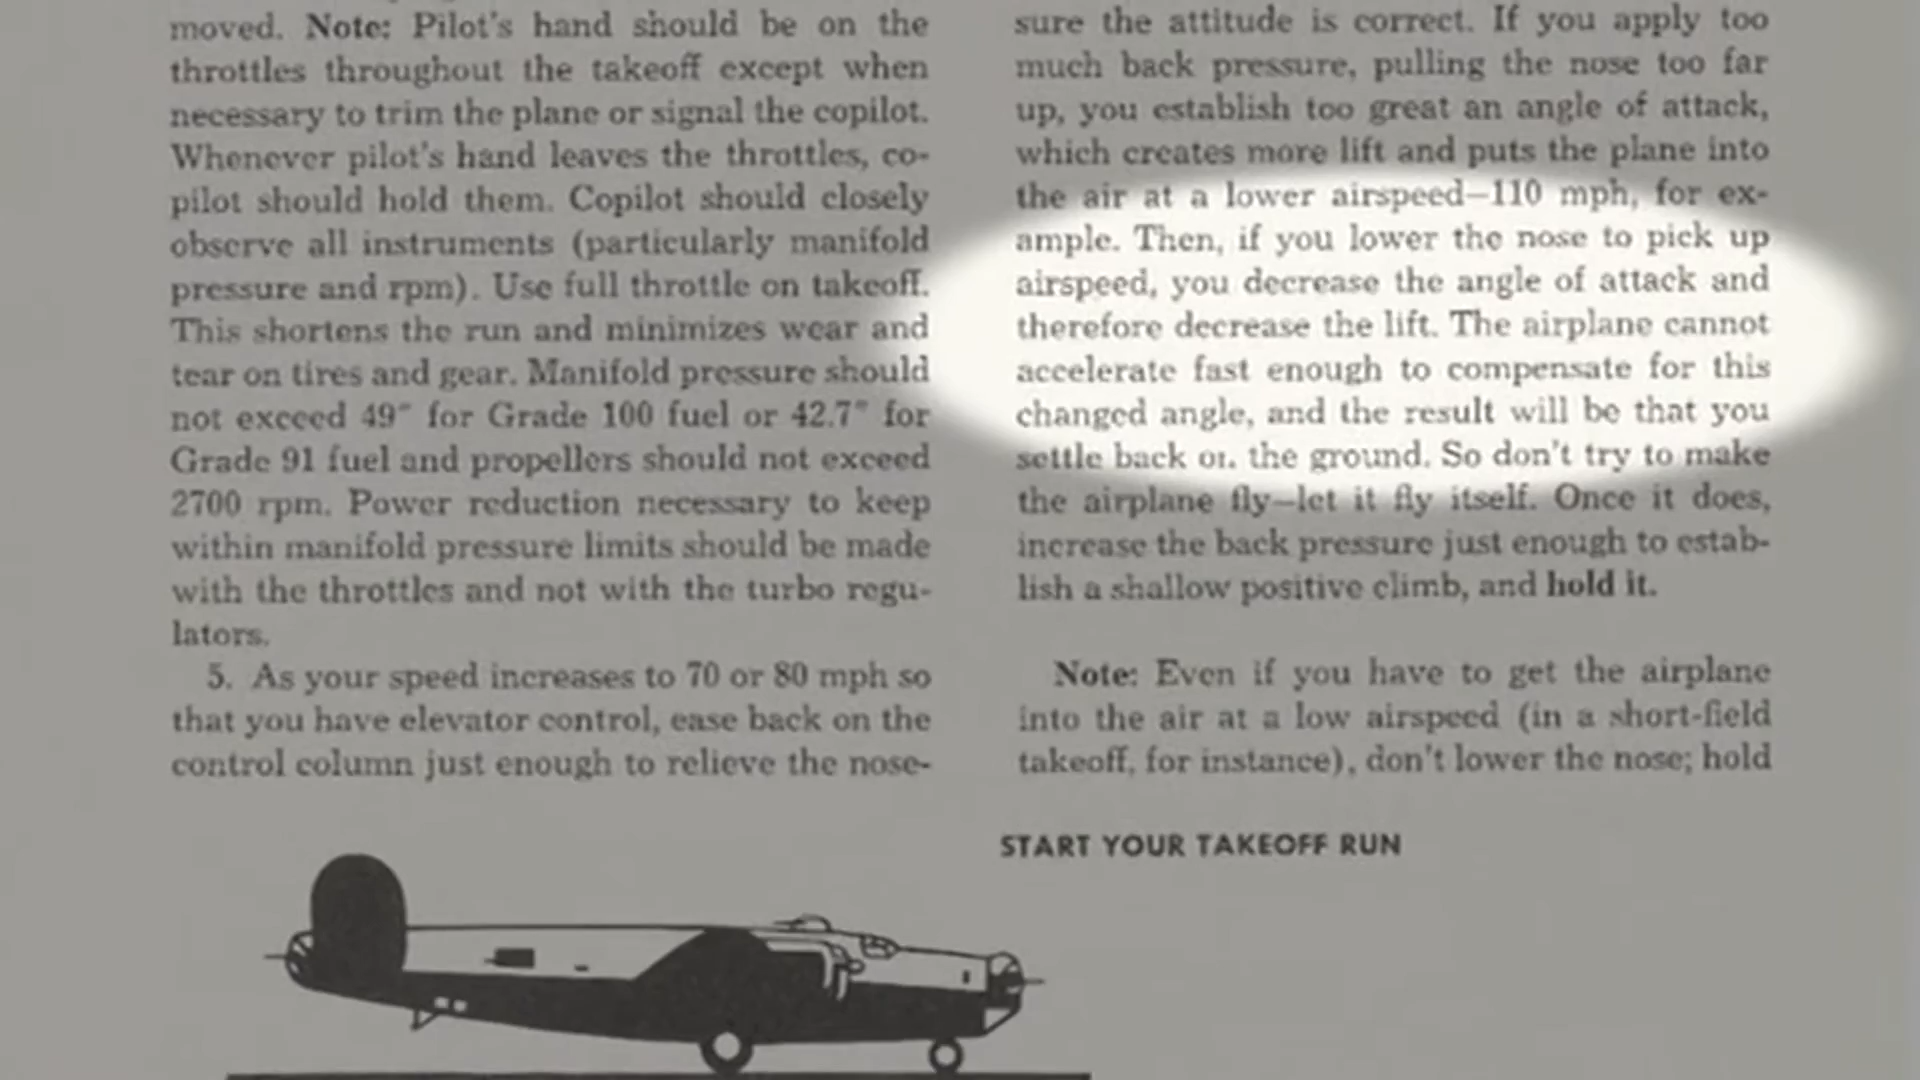 moved. Note: Pilot's hand should be on the
throttles throughout the takeoff except when
necessary to trim the plane or signal the copilot.
Whenever pilot's hand leaves the throttles, co-
pilot should hold them. Copilot should closely
observe all instruments (particularly manifold
pressure and rpm). Use full throttle on takeoff.
This shortens the run and minimizes wear and
tear on tires and gear. Manifold pressure should
not exceed 49" for Grade 100 fuel or 42.7" for
Grade 91 fuel and propellers should not exceed
2700 rpm. Power reduction necessary to keep
within manifold pressure limits should be made
with the throttles and not with the turbo regu-
lators.
5. As your speed increases to 70 or 80 mph so
that you have elevator control, ease back on the
control column just enough to relieve the nose-
sure the attitude is correct. If you apply too
much back pressure, pulling the nose too far
up, you establish too great an angle of attack,
which creates more lift and puts the plane into
the air at a lower airspeed—110 mph, for ex-
ample. Then, if you lower the nose to pick up
airspeed, you decrease the angle of attack and
therefore decrease the lift. The airplane cannot
accelerate fast enough to compensate for this
changed angle, and the result will be that you
settle back on the ground. So don't try to make
the airplane fly—let it fly itself. Once it does,
increase the back pressure just enough to estab-
lish a shallow positive climb, and hold it.
Note: Even if you have to get the airplane
into the air at a low airspeed (in a short-field
takeoff, for instance), don't lower the nose; hold
START YOUR TAKEOFF RUN